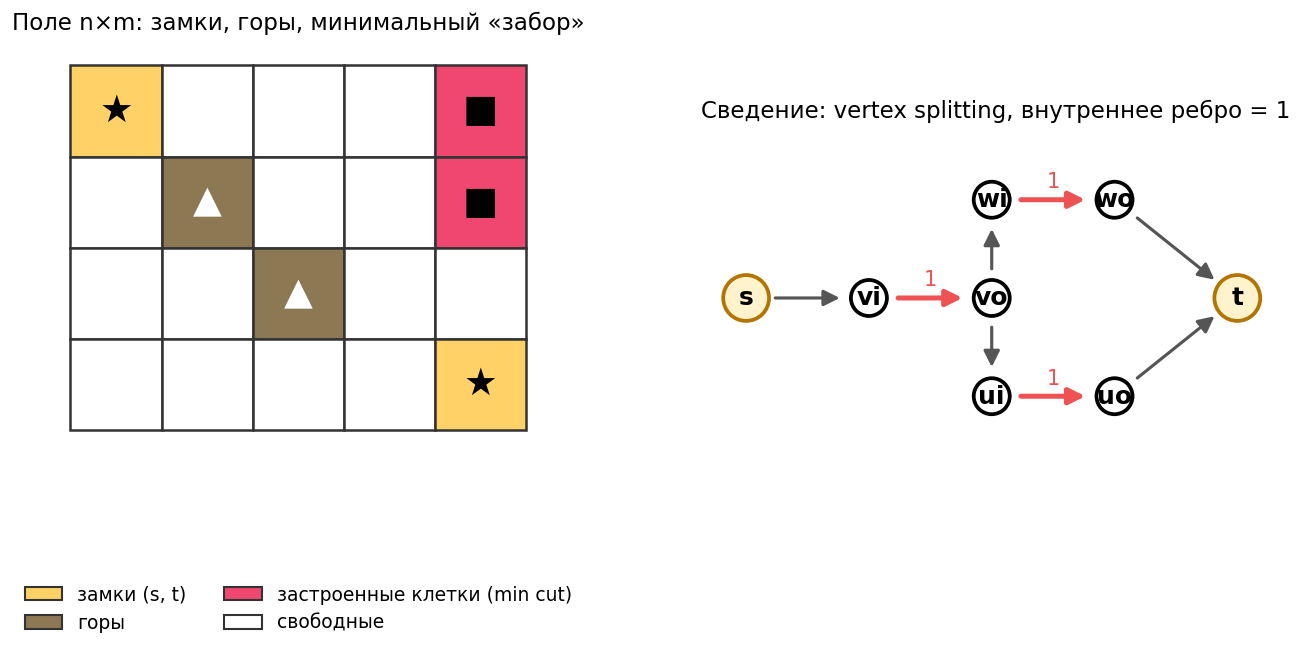 Поле n×m: замки, горы, минимальный «забор»
★ ■
▲ ■
▲
★
замки (s, t)
горы
застроенные клетки (min cut)
свободные
Сведение: vertex splitting, внутреннее ребро = 1
wi 1 wo
s vi 1 vo t
ui 1 uo